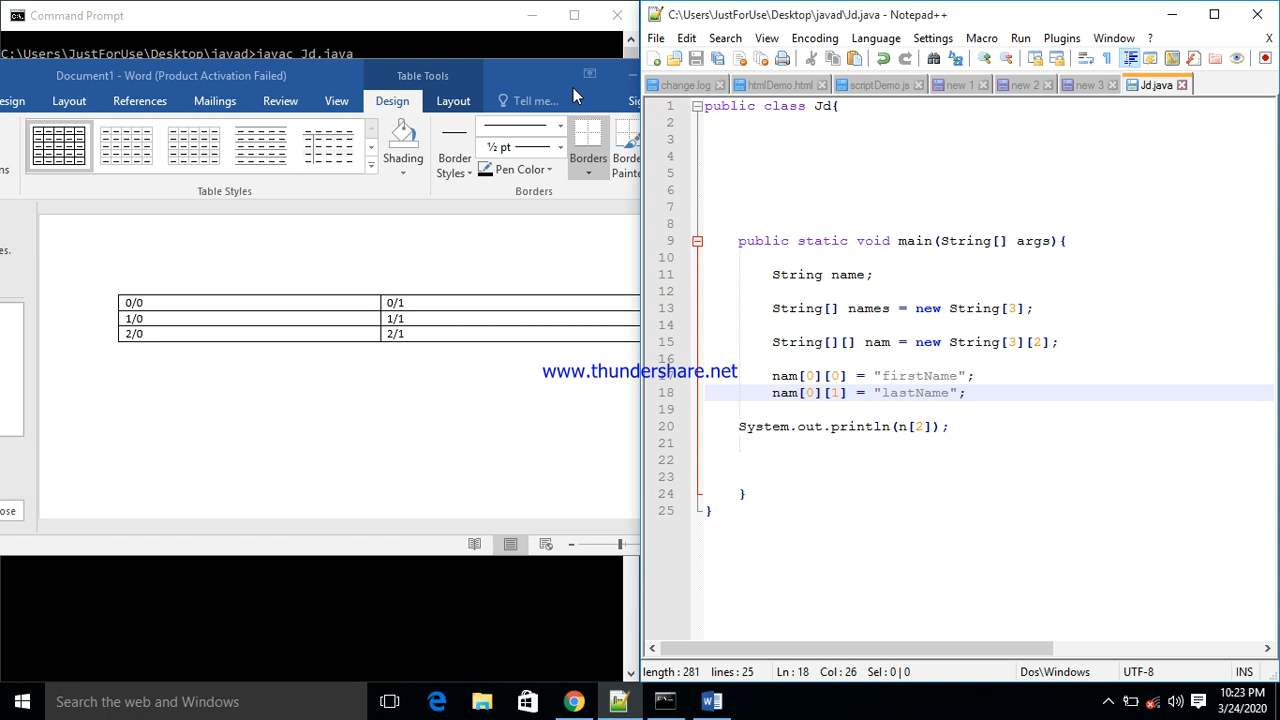 Command Prompt
C:\Users\JustForUse\Desktop\javad>javac Jd.java
Document1 - Word (Product Activation Failed)
Table Tools
esign Layout References Mailings Review View Design Layout Tell me... Si
Shading
Border Styles
½ pt
Pen Color
Borders
Borde Painte
ns
Table Styles
Borders
es.
0/0 0/1
1/0 1/1
2/0 2/1
ose
www.thundershare.net
C:\Users\JustForUse\Desktop\javad\Jd.java - Notepad++
File Edit Search View Encoding Language Settings Macro Run Plugins Window ? X
change.log htmlDemo.html scriptDemo.js new 1 new 2 new 3 Jd.java
1 public class Jd{
2
3
4
5
6
7
8
9 public static void main(String[] args){
10
11 String name;
12
13 String[] names = new String[3];
14
15 String[][] nam = new String[3][2];
16
nam[0][0] = "firstName";
18 nam[0][1] = "lastName";
19
20 System.out.println(n[2]);
21
22
23
24 }
25 }
length : 281 lines : 25 Ln : 18 Col : 26 Sel : 0 | 0 Dos\Windows UTF-8 INS
Search the web and Windows
10:23 PM
3/24/2020